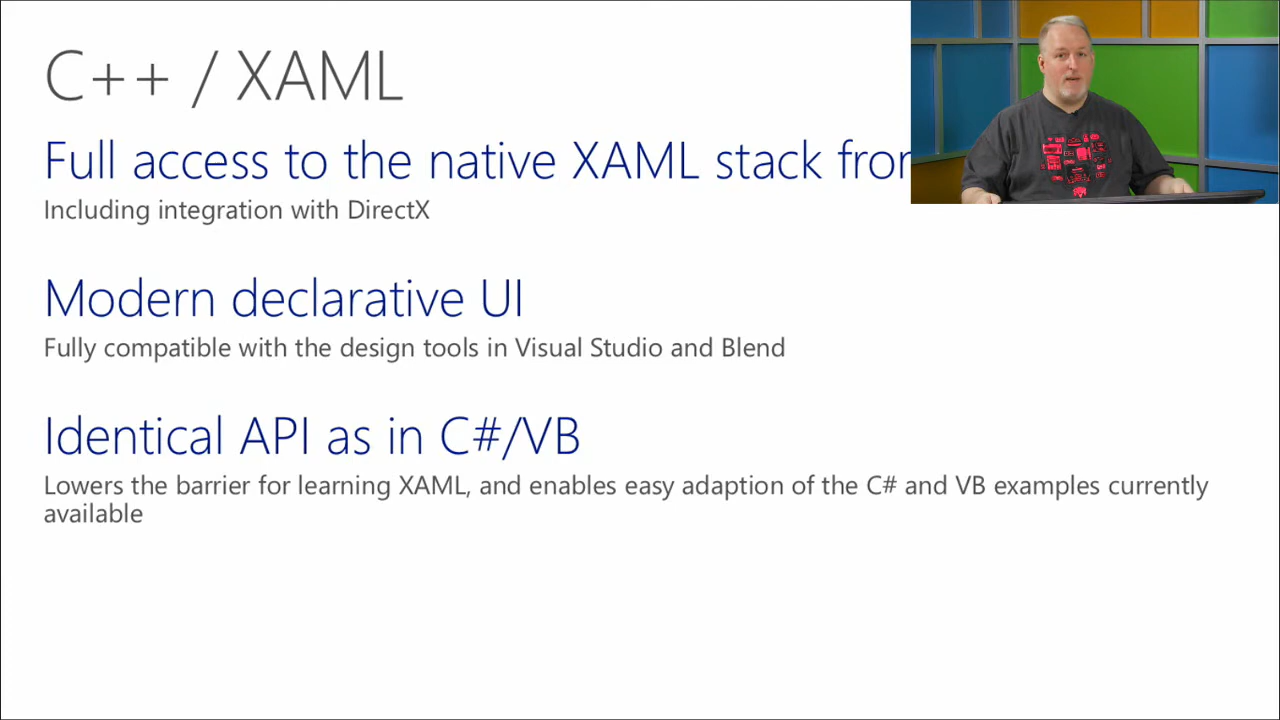 C++ / XAML
Full access to the native XAML stack
Including integration with DirectX
Modern declarative UI
Fully compatible with the design tools in Visual Studio and Blend
Identical API as in C#/VB
Lowers the barrier for learning XAML, and enables easy adaption of the C# and VB examples currently
available